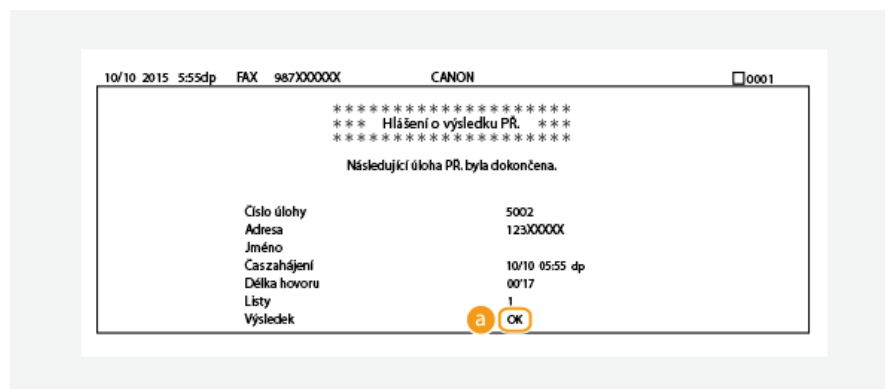 10/10 2015 5:55dp FAX 987XXXXXX CANON 0001
********************
*** Hlášení o výsledku PŘ. ***
********************
Následující úloha PŘ. byla dokončena.
Číslo úlohy 5002
Adresa 123XXXXX
Jméno
Čas zahájení 10/10 05:55 dp
Délka hovoru 00'17
Listy 1
Výsledek a OK